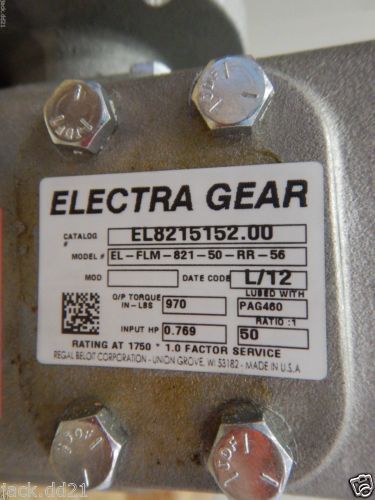 ELECTRA GEAR
CATALOG # EL8215152.00
MODEL # EL-FLM-821-50-RR-56
MOD DATE CODE L/12
O/P TORQUE IN-LBS 970 LUBED WITH PAG460
INPUT HP 0.769 RATIO :1 50
RATING AT 1750 * 1.0 FACTOR SERVICE
REGAL BELOIT CORPORATION - UNION GROVE, WI 53182 - MADE IN U.S.A
jack.dd21